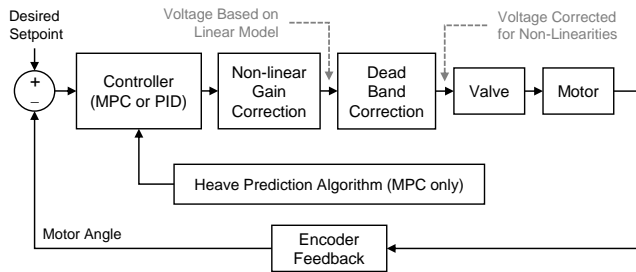 Desired
Setpoint
Voltage Based on
Linear Model
Voltage Corrected
for Non-Linearities
+
–
Controller
(MPC or PID)
Non-linear
Gain
Correction
Dead
Band
Correction
Valve
Motor
Heave Prediction Algorithm (MPC only)
Motor Angle
Encoder
Feedback